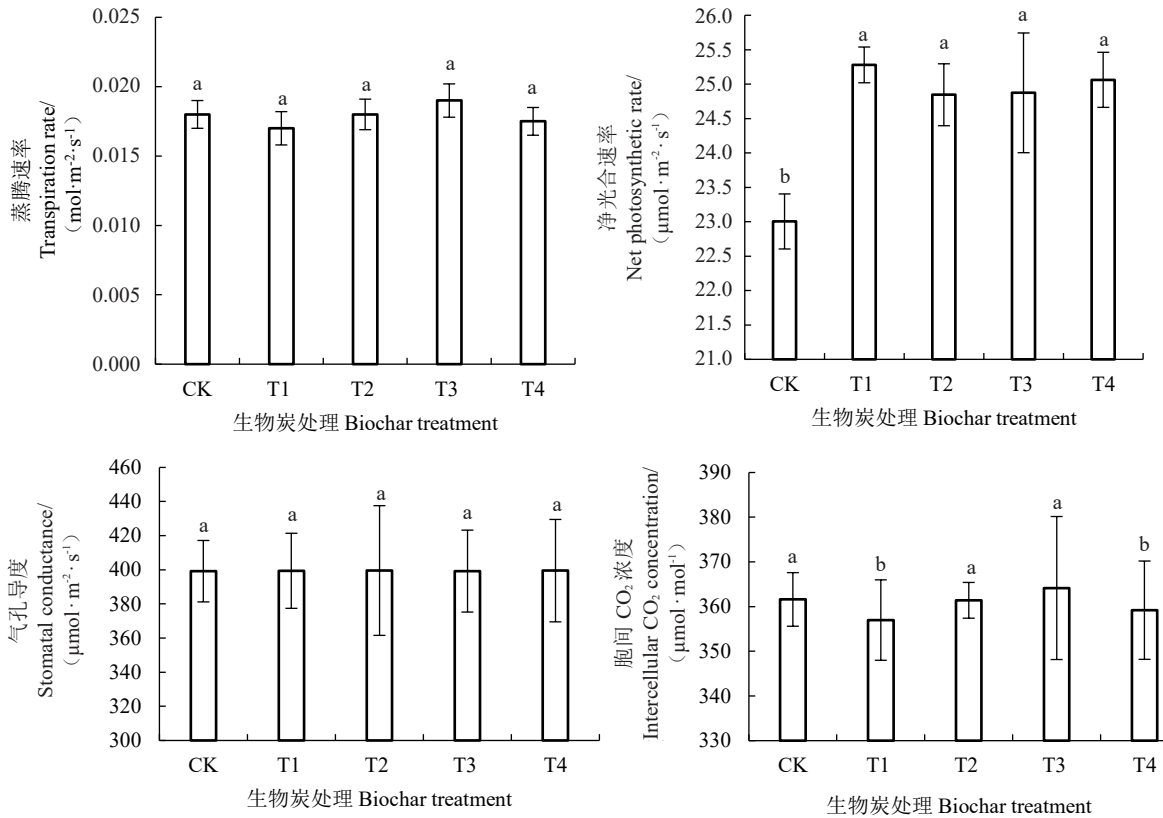 蒸腾速率
Transpiration rate/
（mol·m⁻²·s⁻¹）
0.025
0.020
0.015
0.010
0.005
0.000
a
a
a
a
a
CK
T1
T2
T3
T4
生物炭处理 Biochar treatment
净光合速率
Net photosynthetic rate/
（μmol·m⁻²·s⁻¹）
26.0
25.5
25.0
24.5
24.0
23.5
23.0
22.5
22.0
21.5
21.0
b
a
a
a
a
CK
T1
T2
T3
T4
生物炭处理 Biochar treatment
气孔导度
Stomatal conductance/
（μmol·m⁻²·s⁻¹）
460
440
420
400
380
360
340
320
300
a
a
a
a
a
CK
T1
T2
T3
T4
生物炭处理 Biochar treatment
胞间 CO₂ 浓度
Intercellular CO₂ concentration/
（μmol·mol⁻¹）
390
380
370
360
350
340
330
a
b
a
a
b
CK
T1
T2
T3
T4
生物炭处理 Biochar treatment